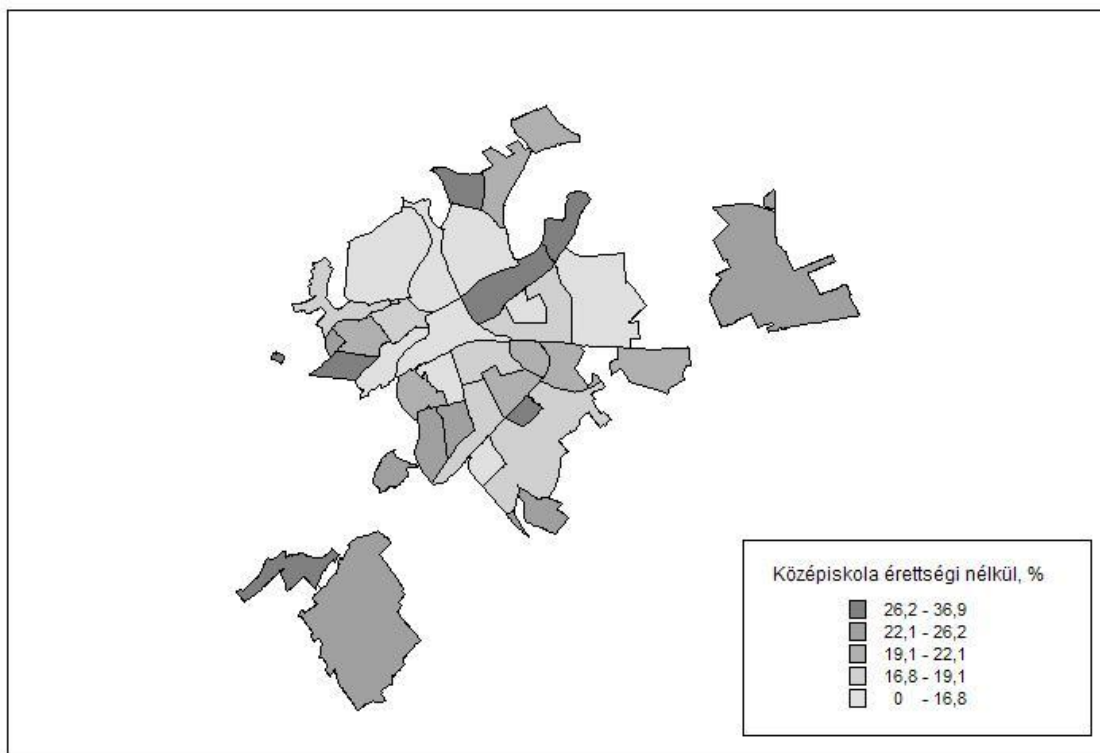 Középiskola érettségi nélkül, %
26,2 - 36,9
22,1 - 26,2
19,1 - 22,1
16,8 - 19,1
0 - 16,8